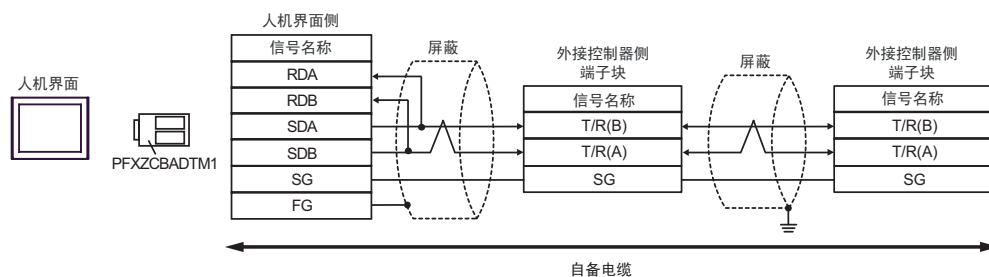 人机界面
PFXZCBADTM1
人机界面侧
信号名称
RDA
RDB
SDA
SDB
SG
FG
屏蔽
外接控制器侧
端子块
信号名称
T/R(B)
T/R(A)
SG
屏蔽
外接控制器侧
端子块
信号名称
T/R(B)
T/R(A)
SG
自备电缆